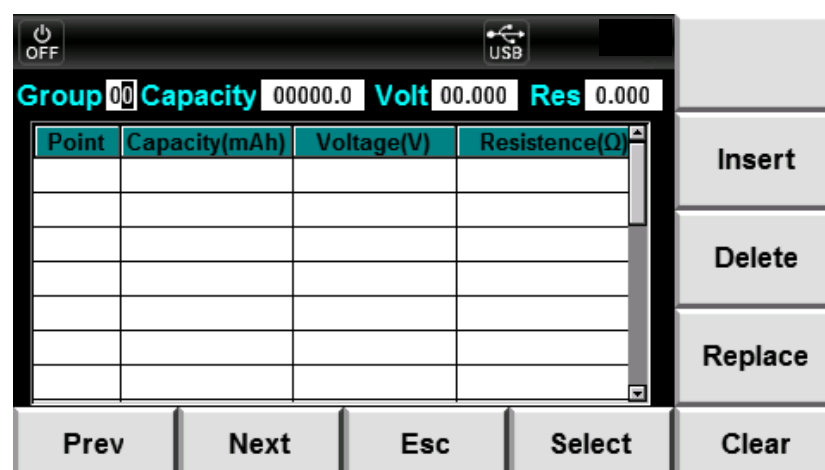 OFF USB
Group 00 Capacity 00000.0 Volt 00.000 Res 0.000
Point Capacity(mAh) Voltage(V) Resistence(Ω)
Insert
Delete
Replace
Prev Next Esc Select Clear